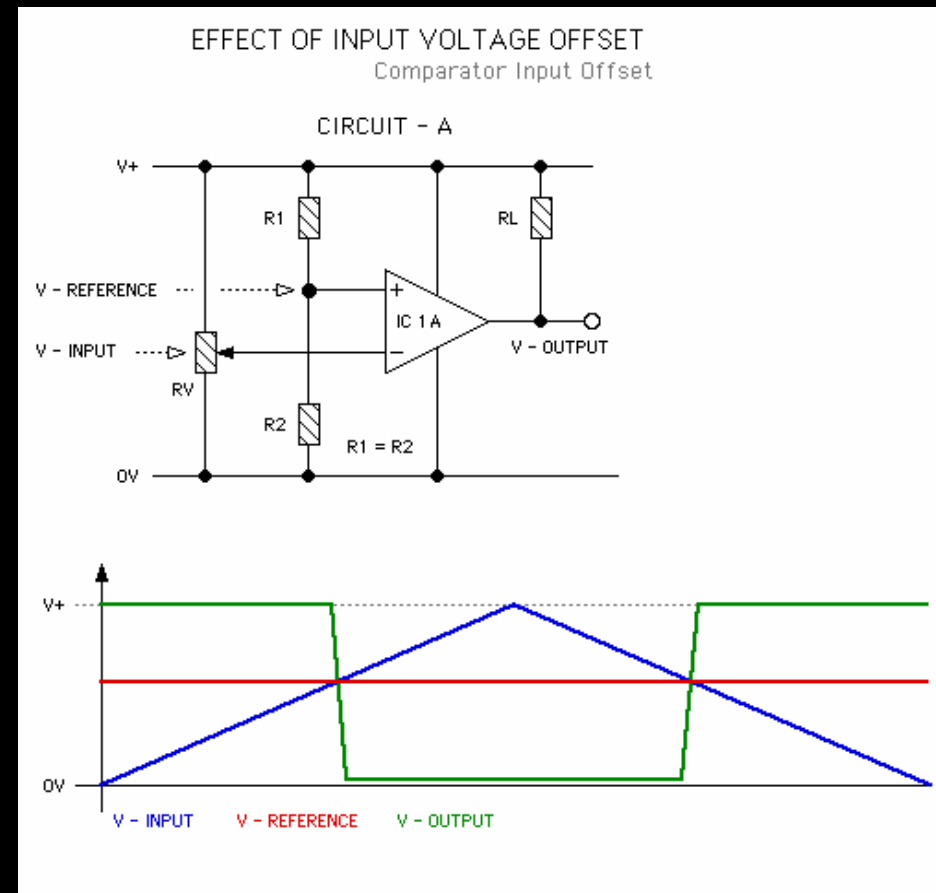 EFFECT OF INPUT VOLTAGE OFFSET
Comparator Input Offset
CIRCUIT - A
V+
R1
RL
V - REFERENCE
+
IC 1A
V - INPUT
−
V - OUTPUT
RV
R2
R1 = R2
0V
V+
0V
V - INPUT V - REFERENCE V - OUTPUT